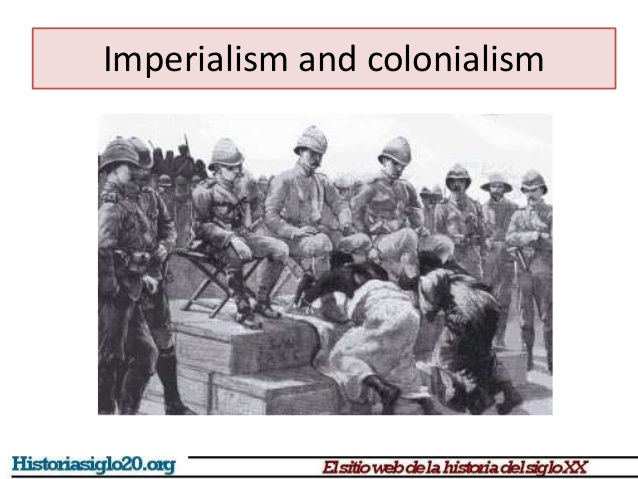 Imperialism and colonialism
Historiasiglo20.org
El sitio web de la historia del siglo XX